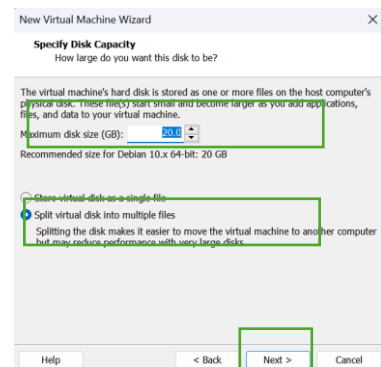 New Virtual Machine Wizard
Specify Disk Capacity
How large do you want this disk to be?
The virtual machine's hard disk is stored as one or more files on the host computer's
physical disk. These file(s) start small and become larger as you add applications,
files, and data to your virtual machine.
Maximum disk size (GB): 20.0
Recommended size for Debian 10.x 64-bit: 20 GB
Store virtual disk as a single file
Split virtual disk into multiple files
Splitting the disk makes it easier to move the virtual machine to another computer
but may reduce performance with very large disks.
Help < Back Next > Cancel